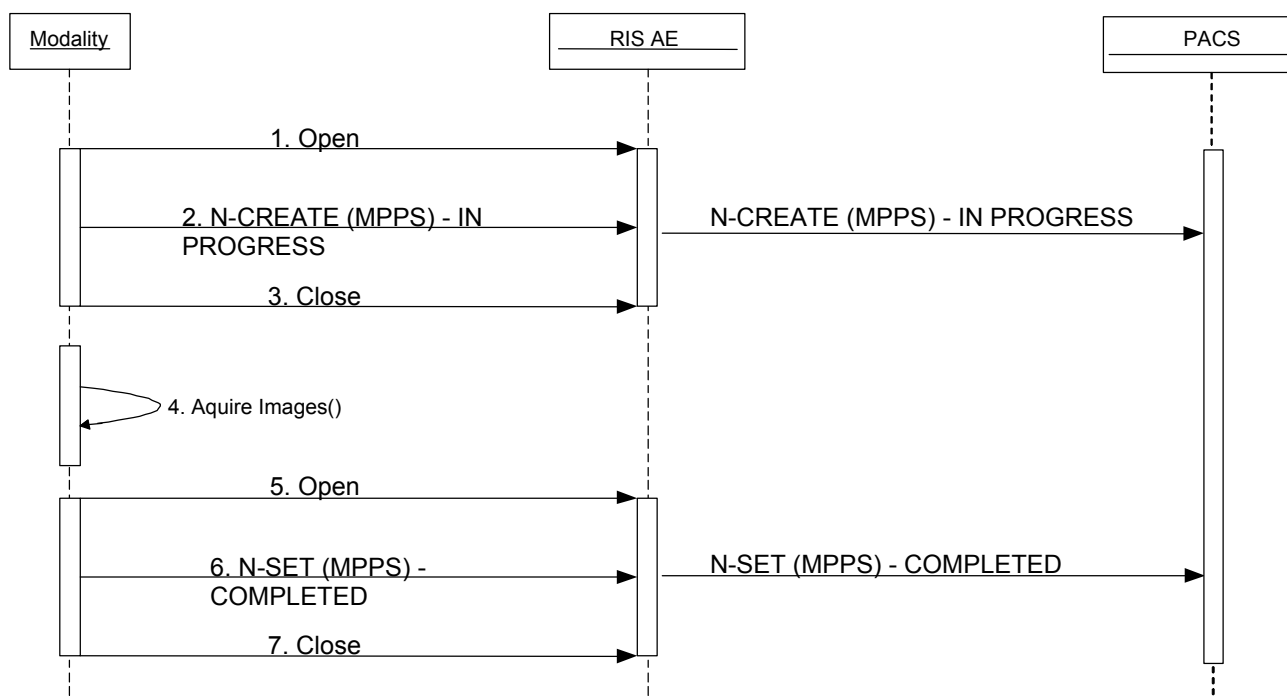 Modality
RIS AE
PACS
1. Open
2. N-CREATE (MPPS) - IN
PROGRESS
N-CREATE (MPPS) - IN PROGRESS
3. Close
4. Aquire Images()
5. Open
6. N-SET (MPPS) -
COMPLETED
N-SET (MPPS) - COMPLETED
7. Close